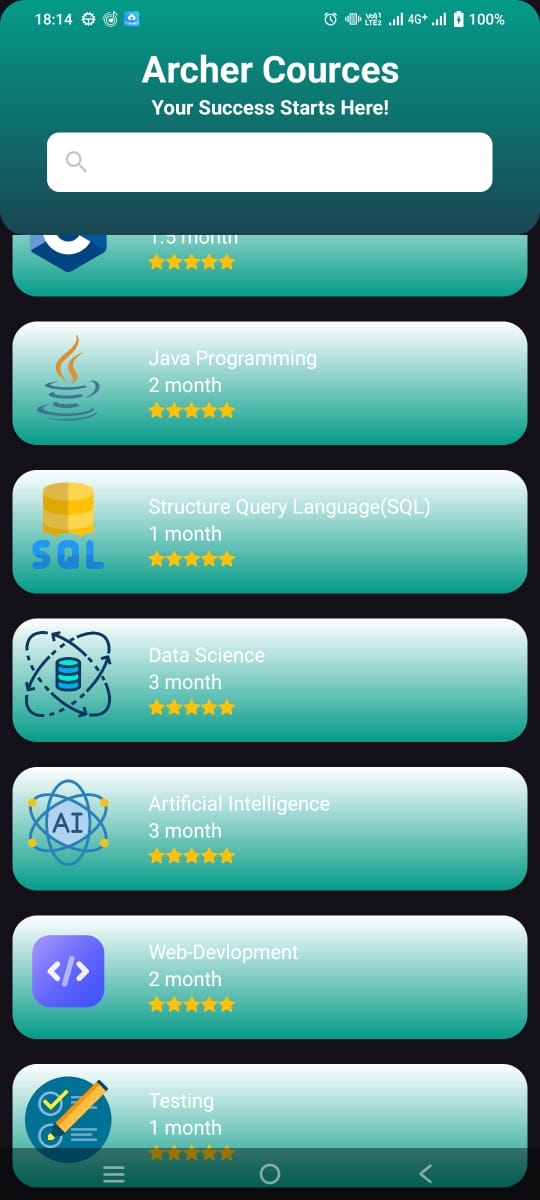 18:14 Vo)) 1 LTE2 4G+ 100%
Archer Cources
Your Success Starts Here!
1.5 month
Java Programming
2 month
SQL
Structure Query Language(SQL)
1 month
Data Science
3 month
AI
Artificial Intelligence
3 month
</>
Web-Devlopment
2 month
Testing
1 month